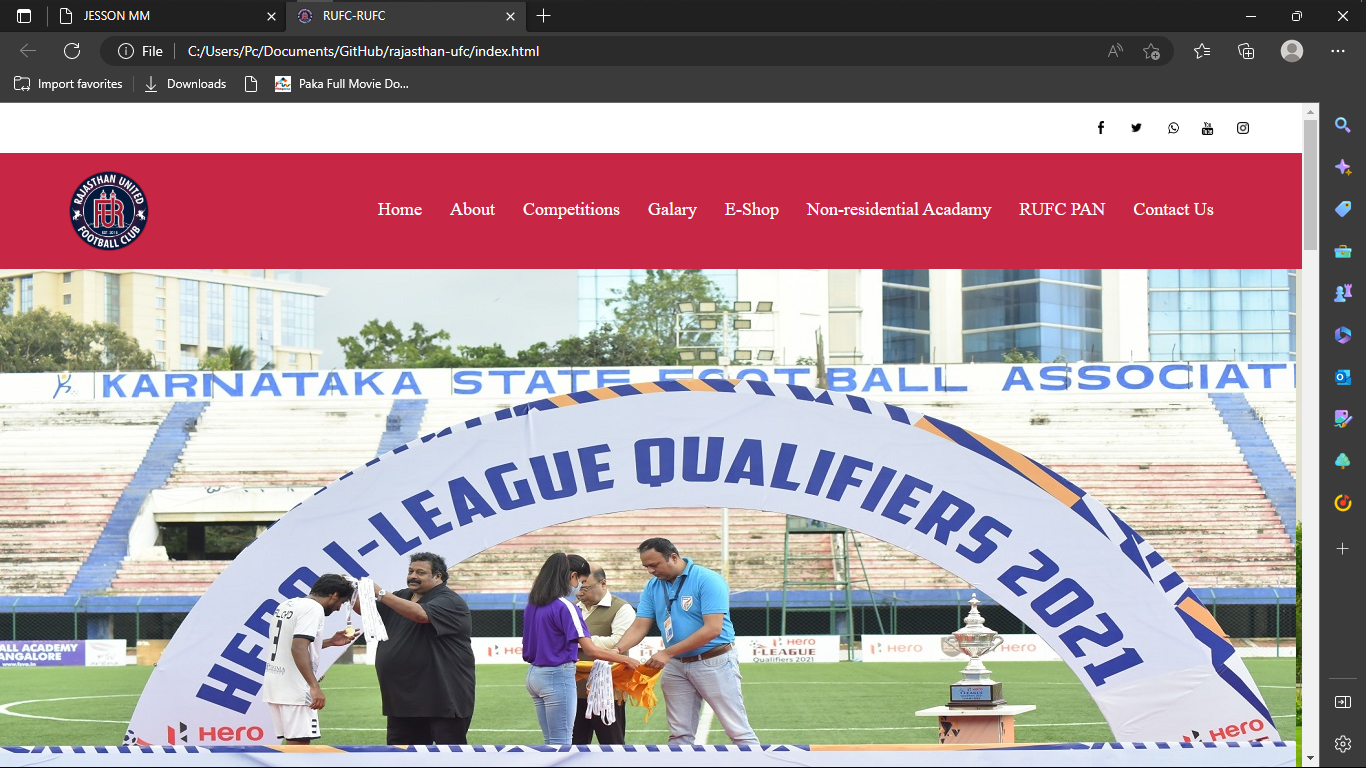 JESSON MM
RUFC-RUFC
File
C:/Users/Pc/Documents/GitHub/rajasthan-ufc/index.html
Import favorites
Downloads
Paka Full Movie Do...
RAJASTHAN UNITED
FOOTBALL CLUB
Home
About
Competitions
Galary
E-Shop
Non-residential Acadamy
RUFC PAN
Contact Us
KARNATAKA STATE FOOTBALL ASSOCIATI
HERO I-LEAGUE QUALIFIERS 2021
3
ALL ACADEMY
ANGALORE
HERO
I-LEAGUE
Qualifiers 2021
Hero
Hero
Hero
Hero